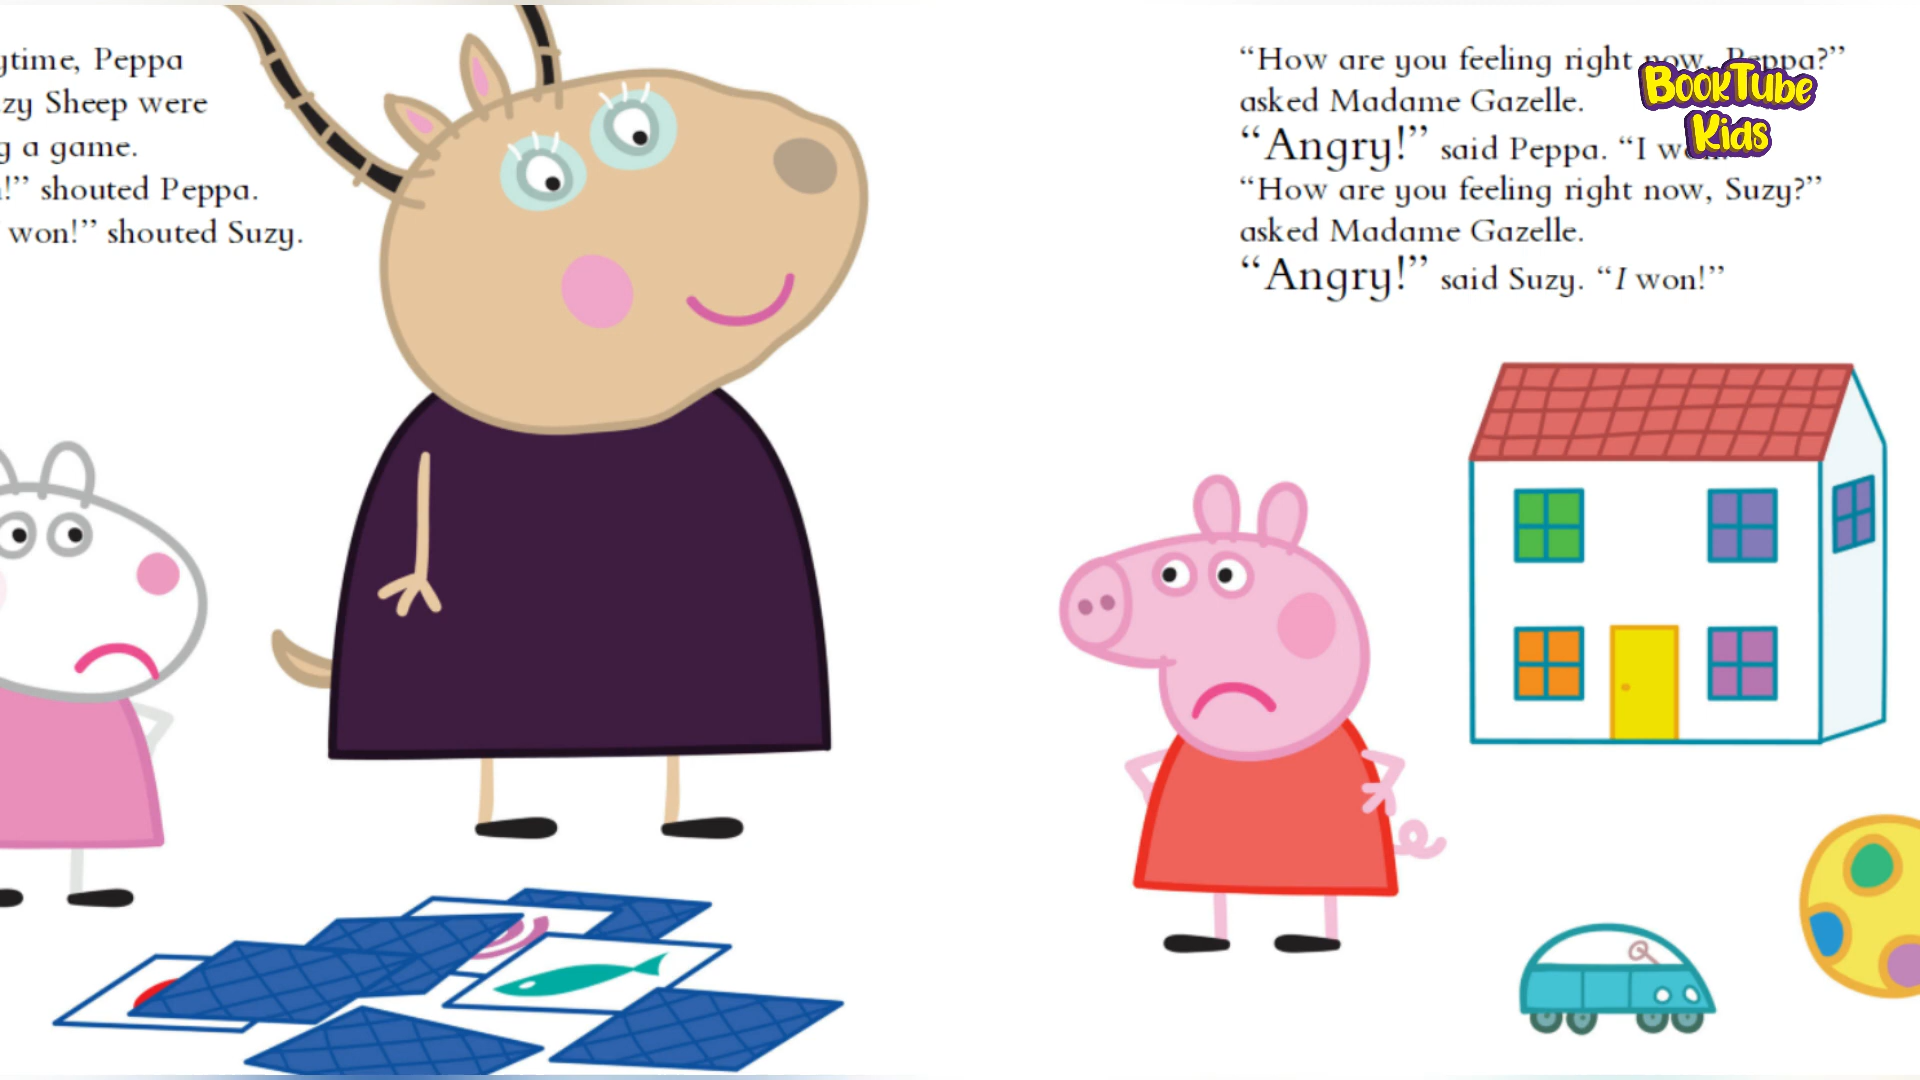 ytime, Peppa
zy Sheep were
g a game.
!” shouted Peppa.
won!” shouted Suzy.
“How are you feeling right now, Peppa?”
asked Madame Gazelle.
“Angry!” said Peppa. “I
“How are you feeling right now, Suzy?”
asked Madame Gazelle.
“Angry!” said Suzy. “I won!”
BookTube
Kids